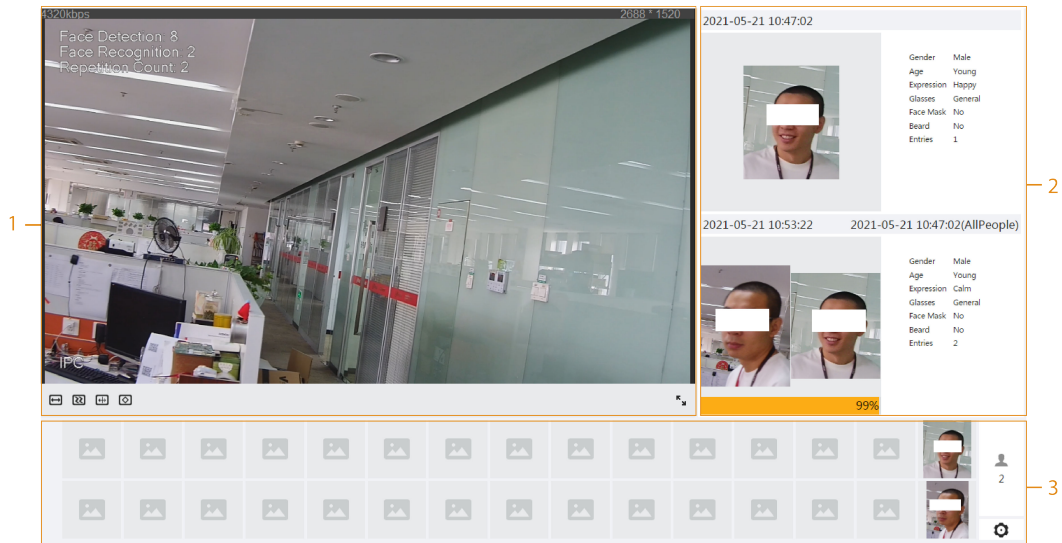 4320kbps
2688 * 1520
Face Detection: 8
Face Recognition: 2
Repetition Count: 2
IPC
1
2021-05-21 10:47:02
Gender Male
Age Young
Expression Happy
Glasses General
Face Mask No
Beard No
Entries 1
2
2021-05-21 10:53:22 2021-05-21 10:47:02(AllPeople)
Gender Male
Age Young
Expression Calm
Glasses General
Face Mask No
Beard No
Entries 2
99%
2
3